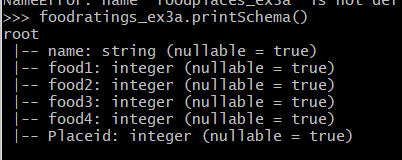 NameError: name 'foodplaces_ex3a' is not def
>>> foodratings_ex3a.printSchema()
root
 |-- name: string (nullable = true)
 |-- food1: integer (nullable = true)
 |-- food2: integer (nullable = true)
 |-- food3: integer (nullable = true)
 |-- food4: integer (nullable = true)
 |-- Placeid: integer (nullable = true)